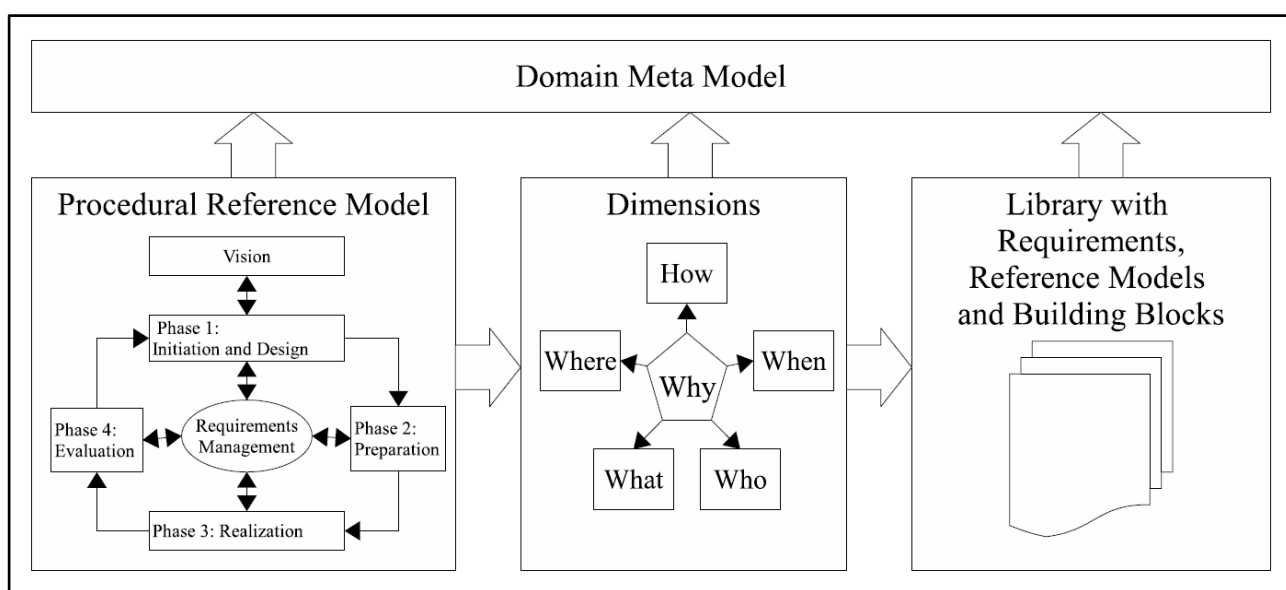 Domain Meta Model
Procedural Reference Model
Vision
Phase 1:
Initiation and Design
Phase 4:
Evaluation
Requirements
Management
Phase 2:
Preparation
Phase 3: Realization
Dimensions
How
Where
When
Why
What
Who
Library with
Requirements,
Reference Models
and Building Blocks